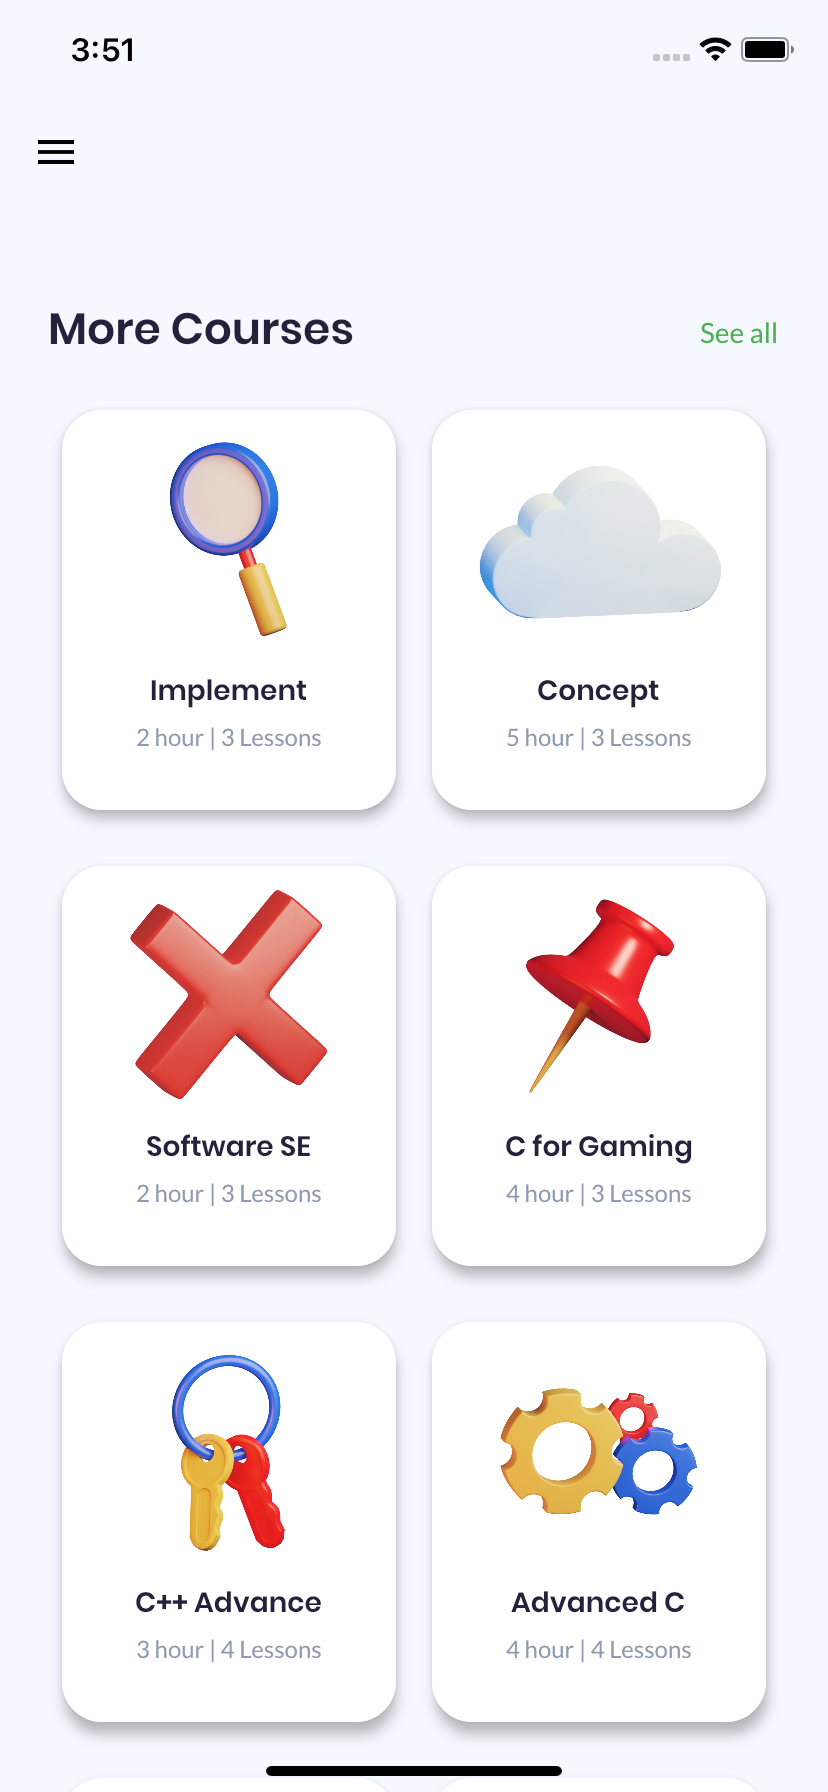 3:51
More Courses
See all
Implement
2 hour | 3 Lessons
Concept
5 hour | 3 Lessons
Software SE
2 hour | 3 Lessons
C for Gaming
4 hour | 3 Lessons
C++ Advance
3 hour | 4 Lessons
Advanced C
4 hour | 4 Lessons